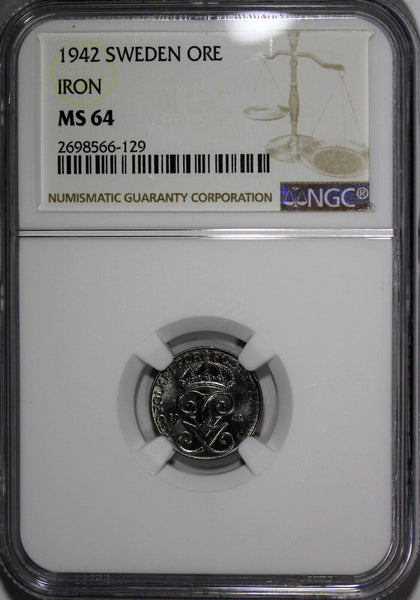 1942 SWEDEN ORE
IRON
MS 64
2698566-129
NUMISMATIC GUARANTY CORPORATION
NGC®